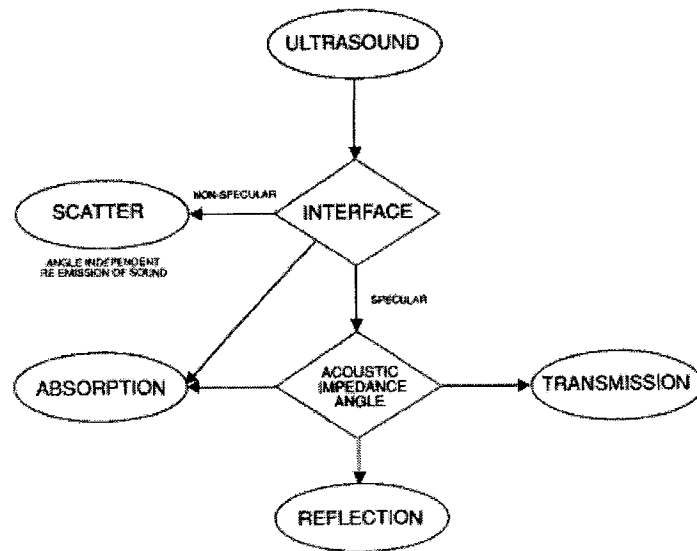 ULTRASOUND
NON-SPECULAR
SCATTER
INTERFACE
ANGLE INDEPENDENT
RE EMISSION OF SOUND
SPECULAR
ABSORPTION
ACOUSTIC
IMPEDANCE
ANGLE
TRANSMISSION
REFLECTION